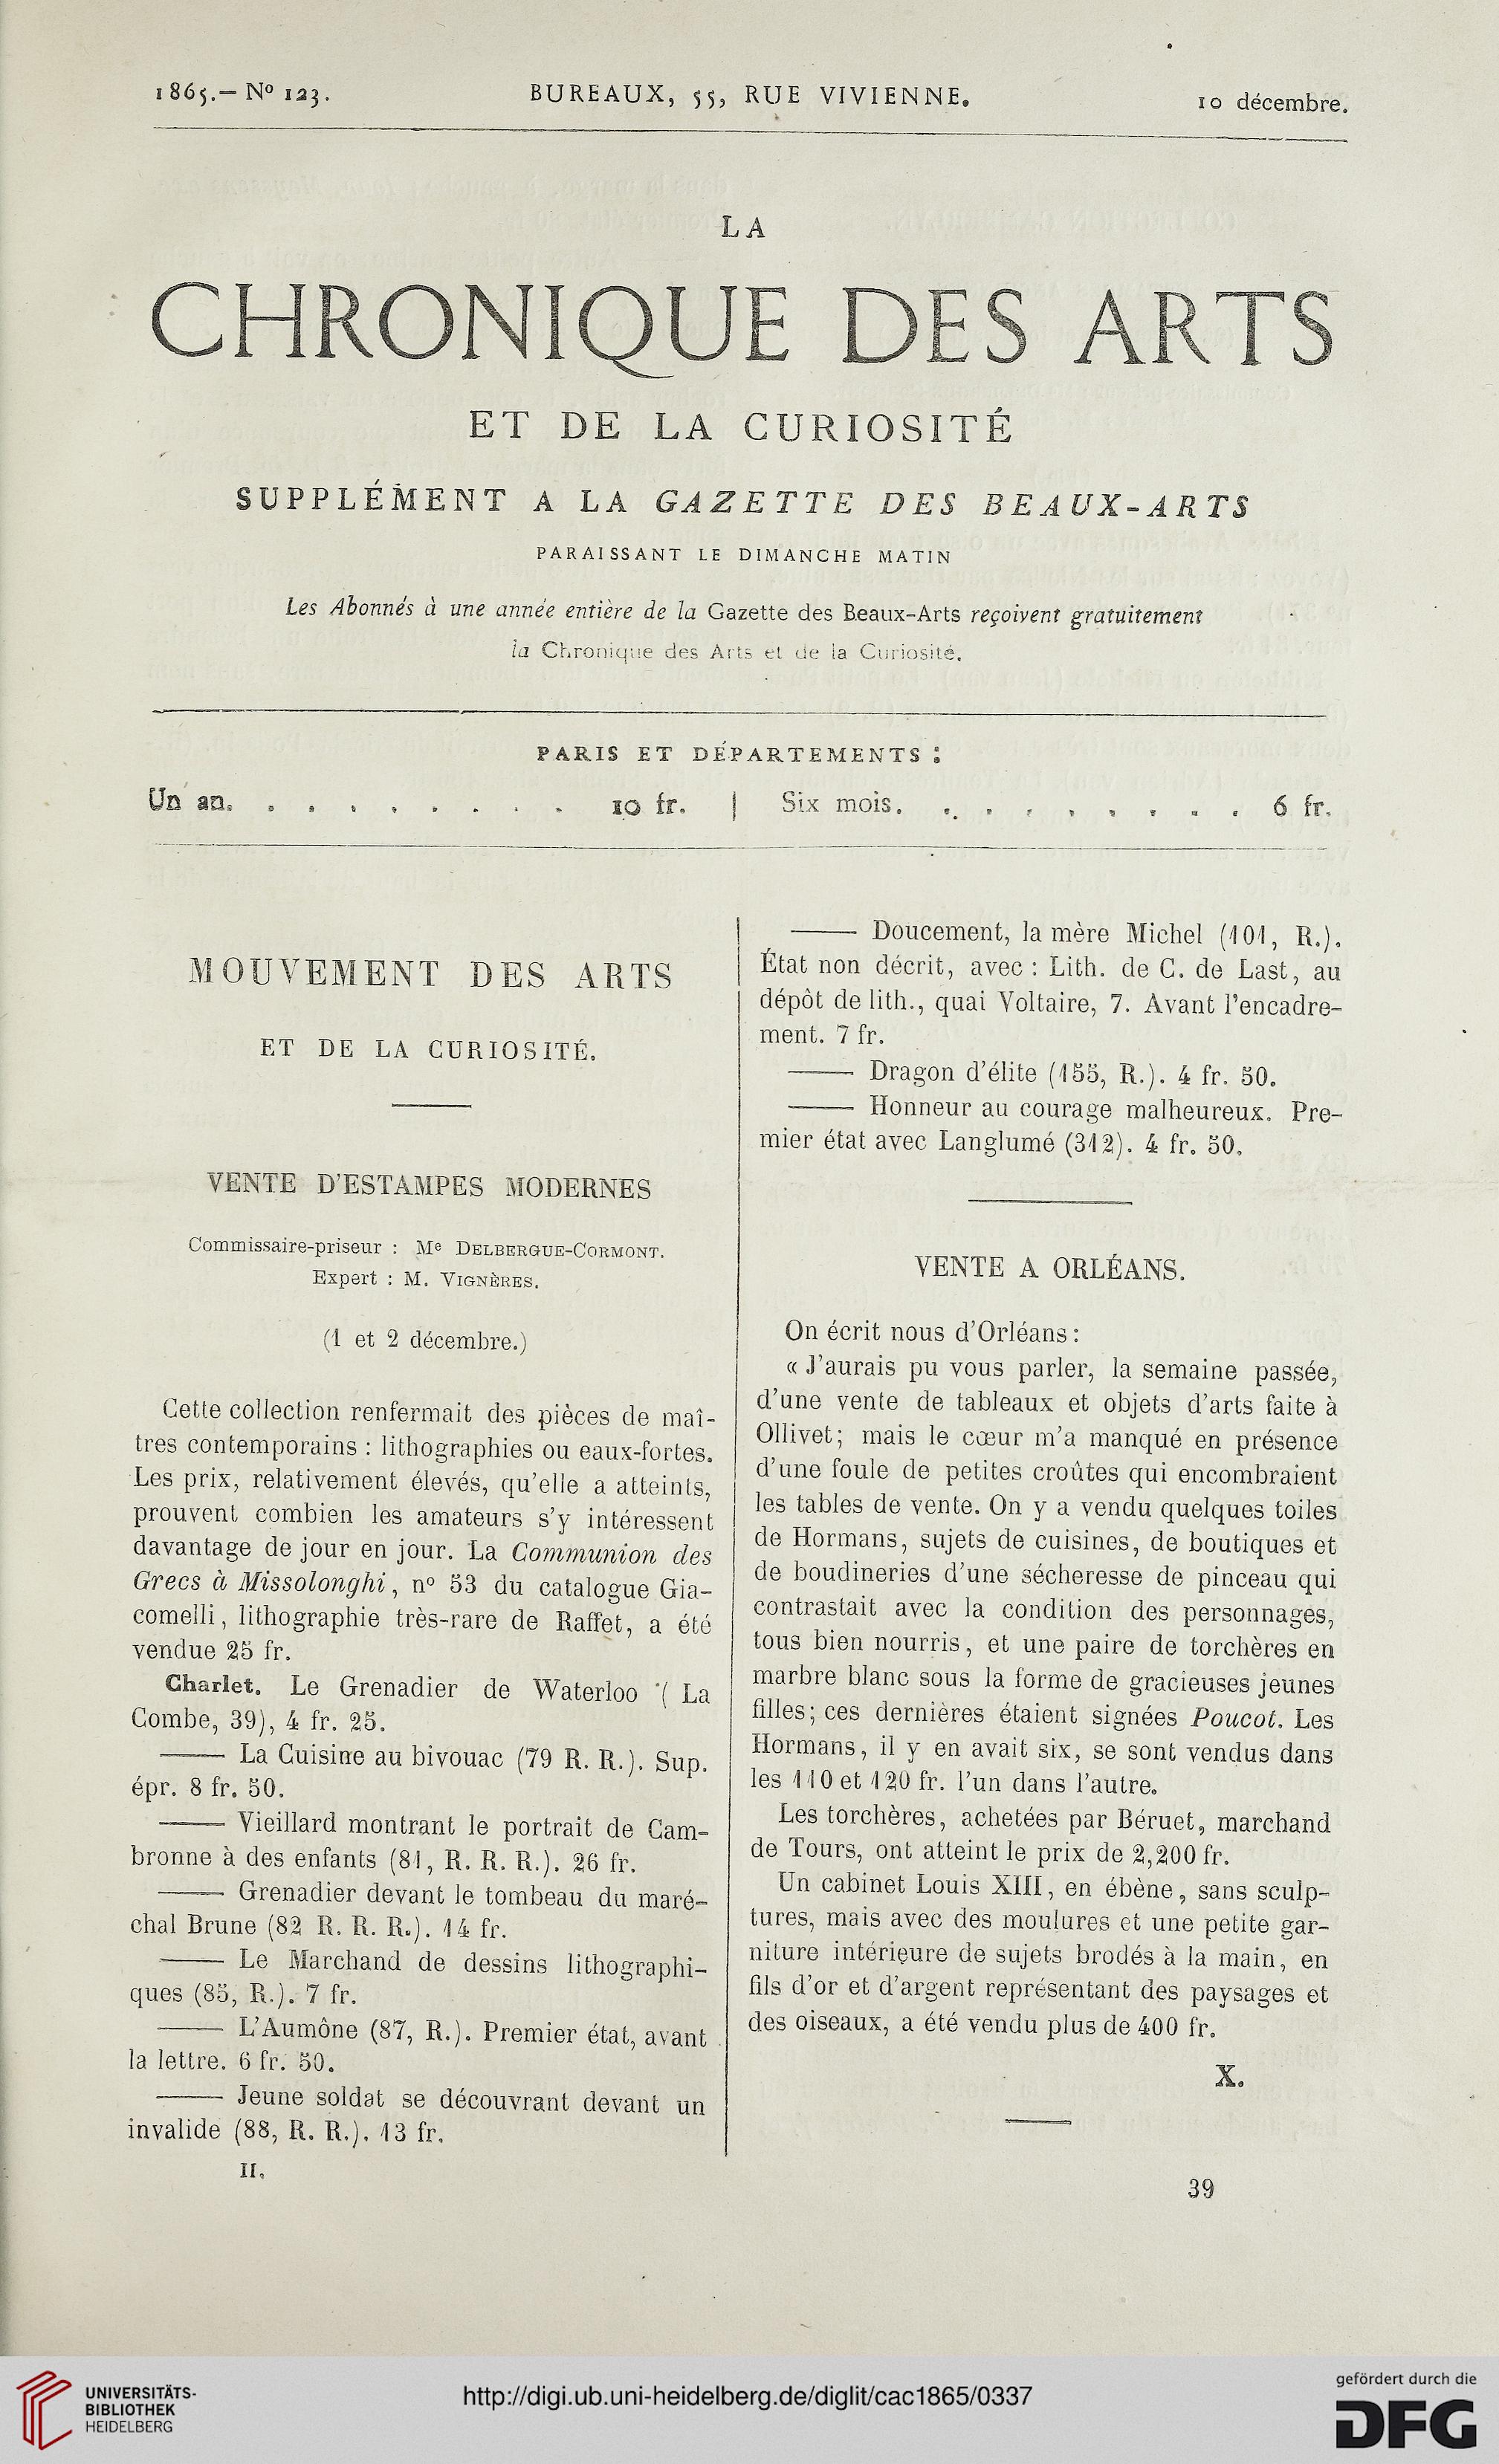 1865.— Nº 123.
BUREAUX, 55, RUE VIVIENNE.
10 décembre.
LA
CHRONIQUE DES ARTS
ET DE LA CURIOSITÉ
SUPPLÉMENT A LA GAZETTE DES BEAUX-ARTS
PARAISSANT LE DIMANCHE MATIN
Les Abonnés à une année entière de la Gazette des Beaux-Arts reçoivent gratuitement
la Chronique des Arts et de la Curiosité.
PARIS ET DÉPARTEMENTS :
Un an. . . . . . . . . 10 fr. | Six mois. . . . . . . . . 6 fr.
MOUVEMENT DES ARTS
ET DE LA CURIOSITÉ.
VENTE D'ESTAMPES MODERNES
Commissaire-priseur : Me DELBERGUE-CORMONT.
Expert : M. VIGNÈRES.
(1 et 2 décembre.)
Cette collection renfermait des pièces de maî-
tres contemporains : lithographies ou eaux-fortes.
Les prix, relativement élevés, qu'elle a atteints,
prouvent combien les amateurs s'y intéressent
davantage de jour en jour. La Communion des
Grecs à Missolonghi, nº 53 du catalogue Gia-
comelli, lithographie très-rare de Raffet, a été
vendue 25 fr.
Charlet. Le Grenadier de Waterloo ( La
Combe, 39), 4 fr. 25.
—— La Cuisine au bivouac (79 R. R.). Sup.
épr. 8 fr. 50.
—— Vieillard montrant le portrait de Cam-
bronne à des enfants (81, R. R. R.). 26 fr.
—— Grenadier devant le tombeau du maré-
chal Brune (82 R. R. R.). 14 fr.
—— Le Marchand de dessins lithographi-
ques (85, R.). 7 fr.
—— L'Aumône (87, R.). Premier état, avant
la lettre. 6 fr. 50.
—— Jeune soldat se découvrant devant un
invalide (88, R. R.). 13 fr.
II.
—— Doucement, la mère Michel (101, R.).
État non décrit, avec : Lith. de C. de Last, au
dépôt de lith., quai Voltaire, 7. Avant l'encadre-
ment. 7 fr.
—— Dragon d'élite (155, R.). 4 fr. 50.
—— Honneur au courage malheureux. Pre-
mier état avec Langlumé (312). 4 fr. 50.
VENTE A ORLÉANS.
On écrit nous d'Orléans :
« J'aurais pu vous parler, la semaine passée,
d'une vente de tableaux et objets d'arts faite à
Ollivet; mais le cœur m'a manqué en présence
d'une foule de petites croûtes qui encombraient
les tables de vente. On y a vendu quelques toiles
de Hormans, sujets de cuisines, de boutiques et
de boudineries d'une sécheresse de pinceau qui
contrastait avec la condition des personnages,
tous bien nourris, et une paire de torchères en
marbre blanc sous la forme de gracieuses jeunes
filles; ces dernières étaient signées Poucot. Les
Hormans, il y en avait six, se sont vendus dans
les 110 et 120 fr. l'un dans l'autre.
Les torchères, achetées par Béruet, marchand
de Tours, ont atteint le prix de 2,200 fr.
Un cabinet Louis XIII, en ébène, sans sculp-
tures, mais avec des moulures et une petite gar-
niture intérieure de sujets brodés à la main, en
fils d'or et d'argent représentant des paysages et
des oiseaux, a été vendu plus de 400 fr.
X.
39
UNIVERSITÄTS-
BIBLIOTHEK
HEIDELBERG
http://digi.ub.uni-heidelberg.de/diglit/cac1865/0337
gefördert durch die
DFG